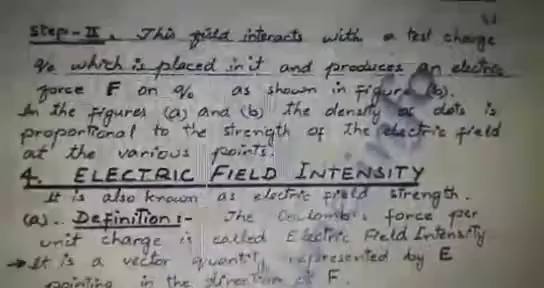 Step-II. This field interacts with a test charge
q₀ which is placed in it and produces an electric
force F on q₀ as shown in figure (b).
In the figures (a) and (b) the density of dots is
proportional to the strength of the electric field
at the various points.
4. ELECTRIC FIELD INTENSITY
It is also known as electric field strength.
(a).. Definition:- The Coulomb's force per
unit charge is called Electric Field Intensity
→ It is a vector quantity represented by E
pointing in the direction of F.